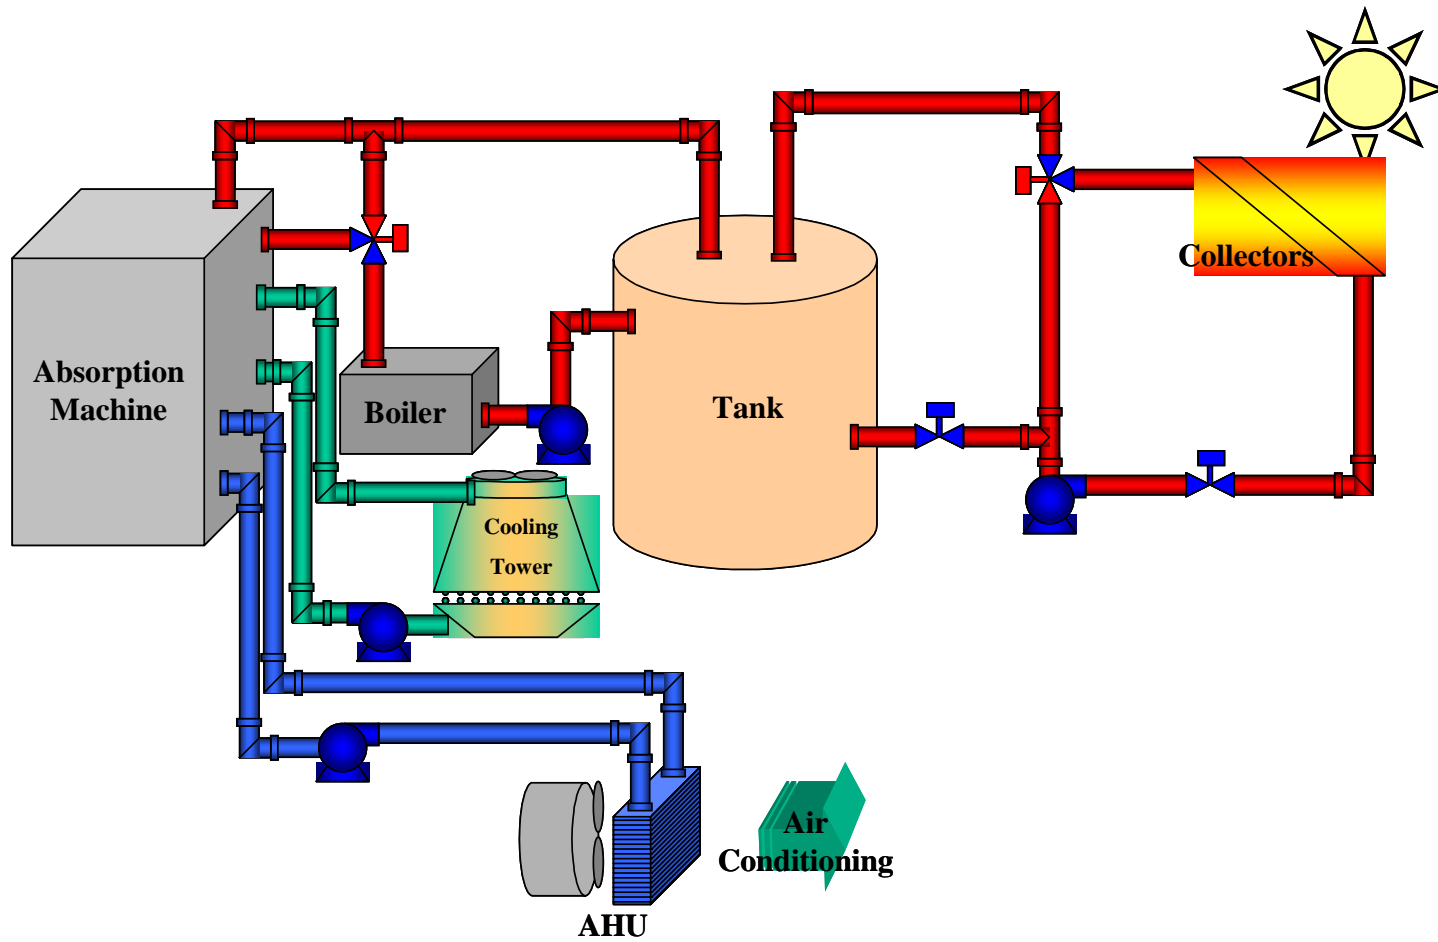 Collectors
Absorption
Machine
Boiler
Tank
Cooling
Tower
Air
Conditioning
AHU